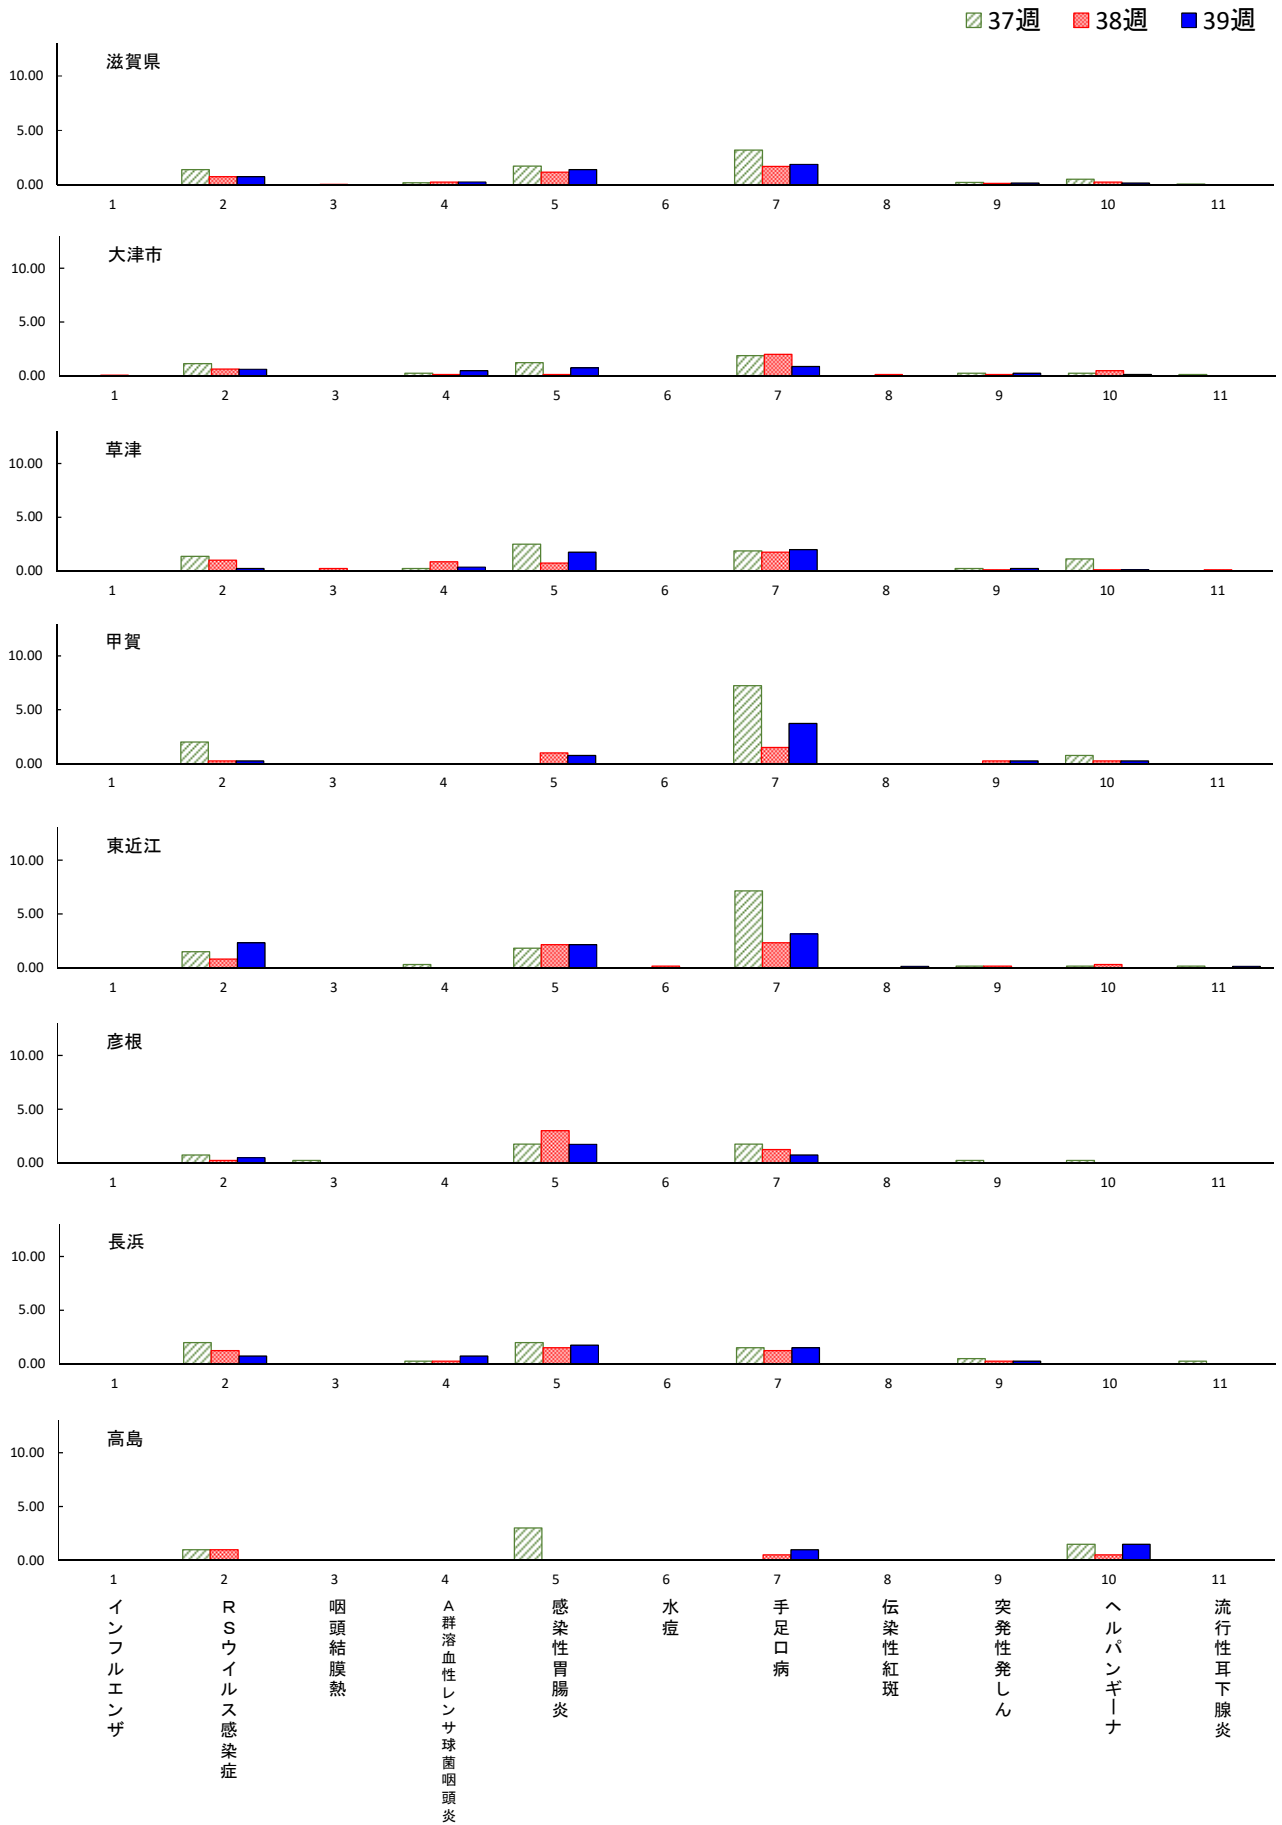 37週 38週 39週
滋賀県
10.00
5.00
0.00
1 2 3 4 5 6 7 8 9 10 11
大津市
10.00
5.00
0.00
1 2 3 4 5 6 7 8 9 10 11
草津
10.00
5.00
0.00
1 2 3 4 5 6 7 8 9 10 11
甲賀
10.00
5.00
0.00
1 2 3 4 5 6 7 8 9 10 11
東近江
10.00
5.00
0.00
1 2 3 4 5 6 7 8 9 10 11
彦根
10.00
5.00
0.00
1 2 3 4 5 6 7 8 9 10 11
長浜
10.00
5.00
0.00
1 2 3 4 5 6 7 8 9 10 11
高島
10.00
5.00
0.00
1 2 3 4 5 6 7 8 9 10 11
インフルエンザ
RSウイルス感染症
咽頭結膜熱
A群溶血性レンサ球菌咽頭炎
感染性胃腸炎
水痘
手足口病
伝染性紅斑
突発性発しん
ヘルパンギーナ
流行性耳下腺炎